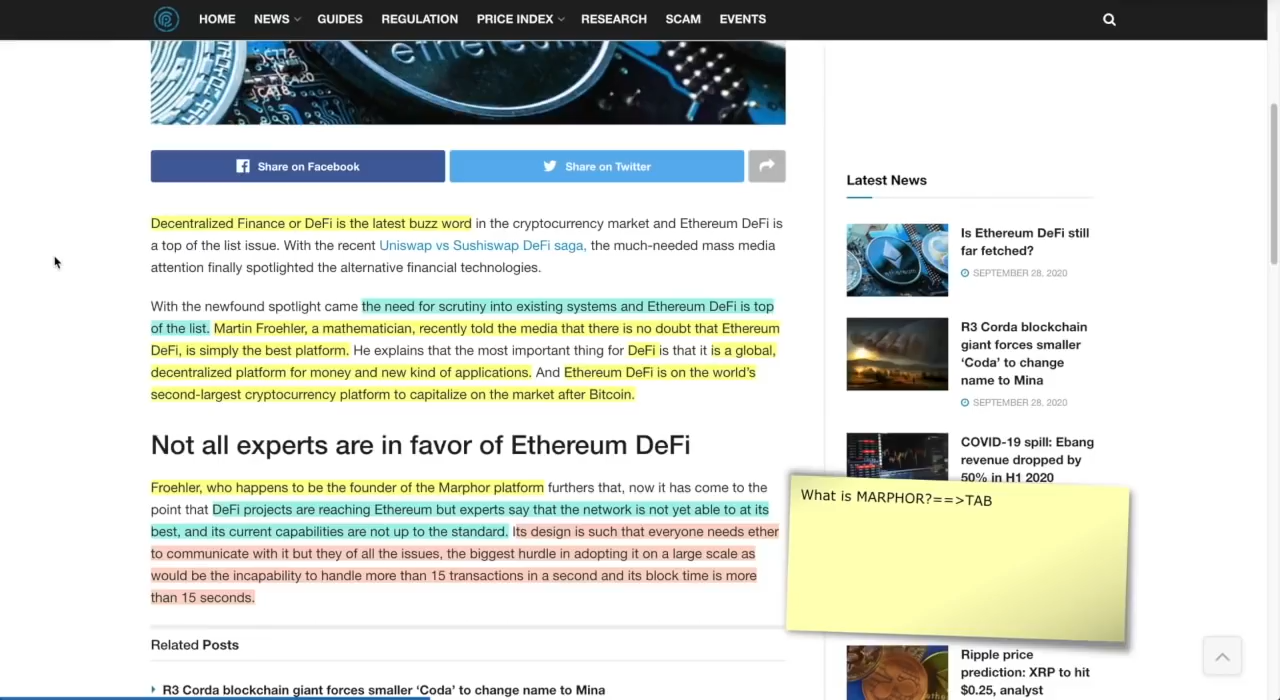 HOME NEWS GUIDES REGULATION PRICE INDEX RESEARCH SCAM EVENTS
ethereum
Share on Facebook
Share on Twitter
Decentralized Finance or DeFi is the latest buzz word in the cryptocurrency market and Ethereum DeFi is
a top of the list issue. With the recent Uniswap vs Sushiswap DeFi saga, the much-needed mass media
attention finally spotlighted the alternative financial technologies.
With the newfound spotlight came the need for scrutiny into existing systems and Ethereum DeFi is top
of the list. Martin Froehler, a mathematician, recently told the media that there is no doubt that Ethereum
DeFi, is simply the best platform. He explains that the most important thing for DeFi is that it is a global,
decentralized platform for money and new kind of applications. And Ethereum DeFi is on the world's
second-largest cryptocurrency platform to capitalize on the market after Bitcoin.
Not all experts are in favor of Ethereum DeFi
Froehler, who happens to be the founder of the Marphor platform furthers that, now it has come to the
point that DeFi projects are reaching Ethereum but experts say that the network is not yet able to at its
best, and its current capabilities are not up to the standard. Its design is such that everyone needs ether
to communicate with it but they of all the issues, the biggest hurdle in adopting it on a large scale as
would be the incapability to handle more than 15 transactions in a second and its block time is more
than 15 seconds.
Related Posts
R3 Corda blockchain giant forces smaller ‘Coda’ to change name to Mina
Latest News
Is Ethereum DeFi still
far fetched?
SEPTEMBER 28, 2020
R3 Corda blockchain
giant forces smaller
‘Coda’ to change
name to Mina
SEPTEMBER 28, 2020
COVID-19 spill: Ebang
revenue dropped by
50% in H1 2020
What is MARPHOR?==>TAB
Ripple price
prediction: XRP to hit
$0.25, analyst